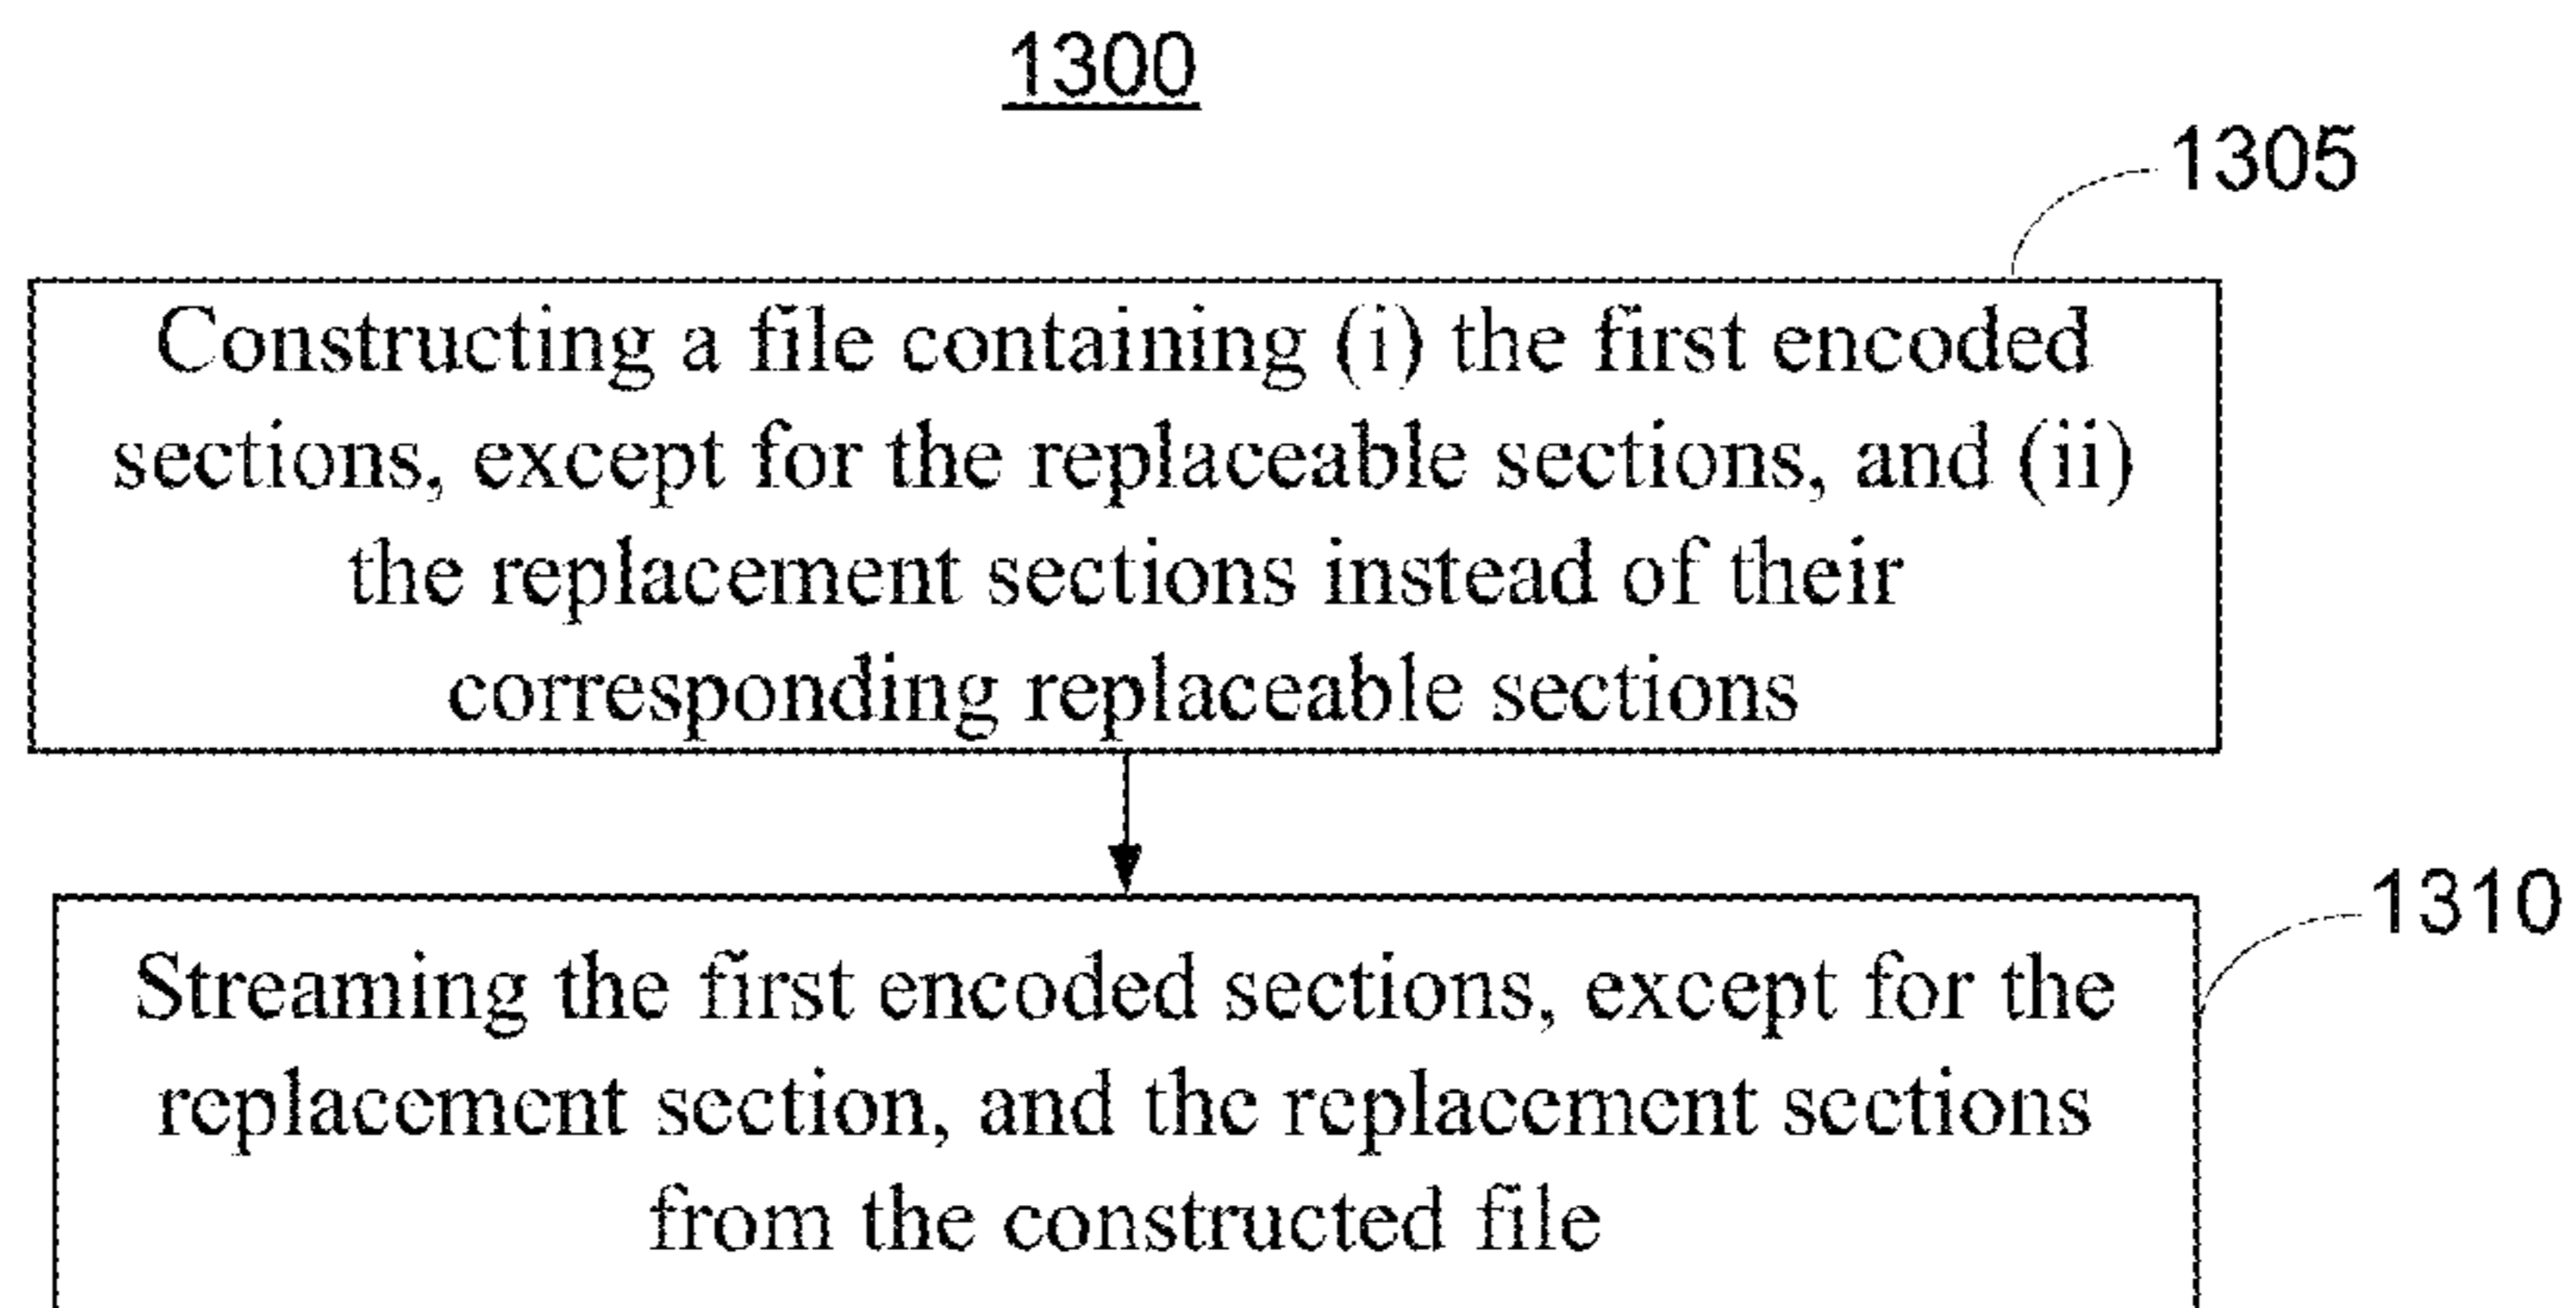 1300
1305
Constructing a file containing (i) the first encoded
sections, except for the replaceable sections, and (ii)
the replacement sections instead of their
corresponding replaceable sections
1310
Streaming the first encoded sections, except for the
replacement section, and the replacement sections
from the constructed file